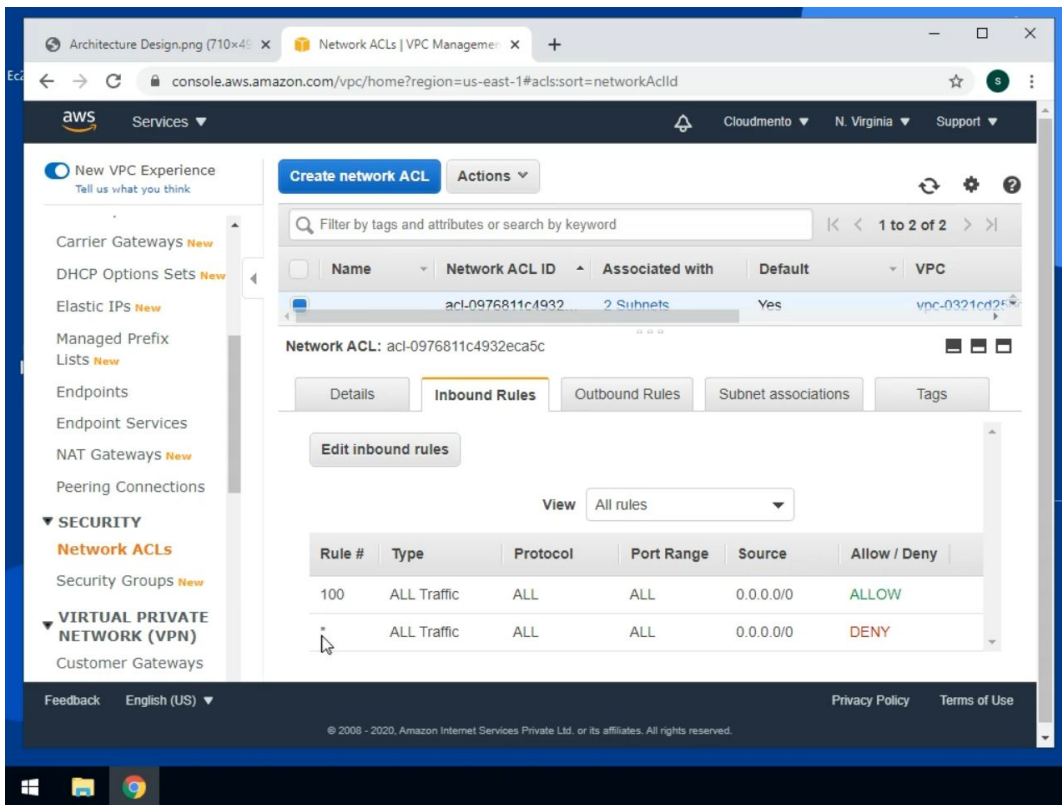 Ec2
Architecture Design.png (710×49
Network ACLs | VPC Managemen
console.aws.amazon.com/vpc/home?region=us-east-1#acls:sort=networkAclId
S
aws
Services
Cloudmento
N. Virginia
Support
New VPC Experience
Tell us what you think
Carrier Gateways New
DHCP Options Sets New
Elastic IPs New
Managed Prefix
Lists New
Endpoints
Endpoint Services
NAT Gateways New
Peering Connections
SECURITY
Network ACLs
Security Groups New
VIRTUAL PRIVATE
NETWORK (VPN)
Customer Gateways
Create network ACL
Actions
Filter by tags and attributes or search by keyword
1 to 2 of 2
Name Network ACL ID Associated with Default VPC
acl-0976811c4932... 2 Subnets Yes
Network ACL: acl-0976811c4932eca5c
Details Inbound Rules Outbound Rules Subnet associations Tags
Edit inbound rules
View All rules
Rule # Type Protocol Port Range Source Allow / Deny
100 ALL Traffic ALL ALL 0.0.0.0/0 ALLOW
* ALL Traffic ALL ALL 0.0.0.0/0 DENY
Feedback English (US) Privacy Policy Terms of Use
© 2008 - 2020, Amazon Internet Services Private Ltd. or its affiliates. All rights reserved.